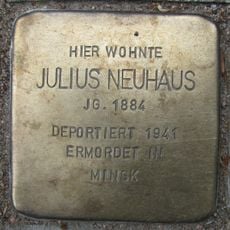 HIER WOHNTE
JULIUS NEUHAUS
JG. 1884
DEPORTIERT 1941
ERMORDET IN
MINSK